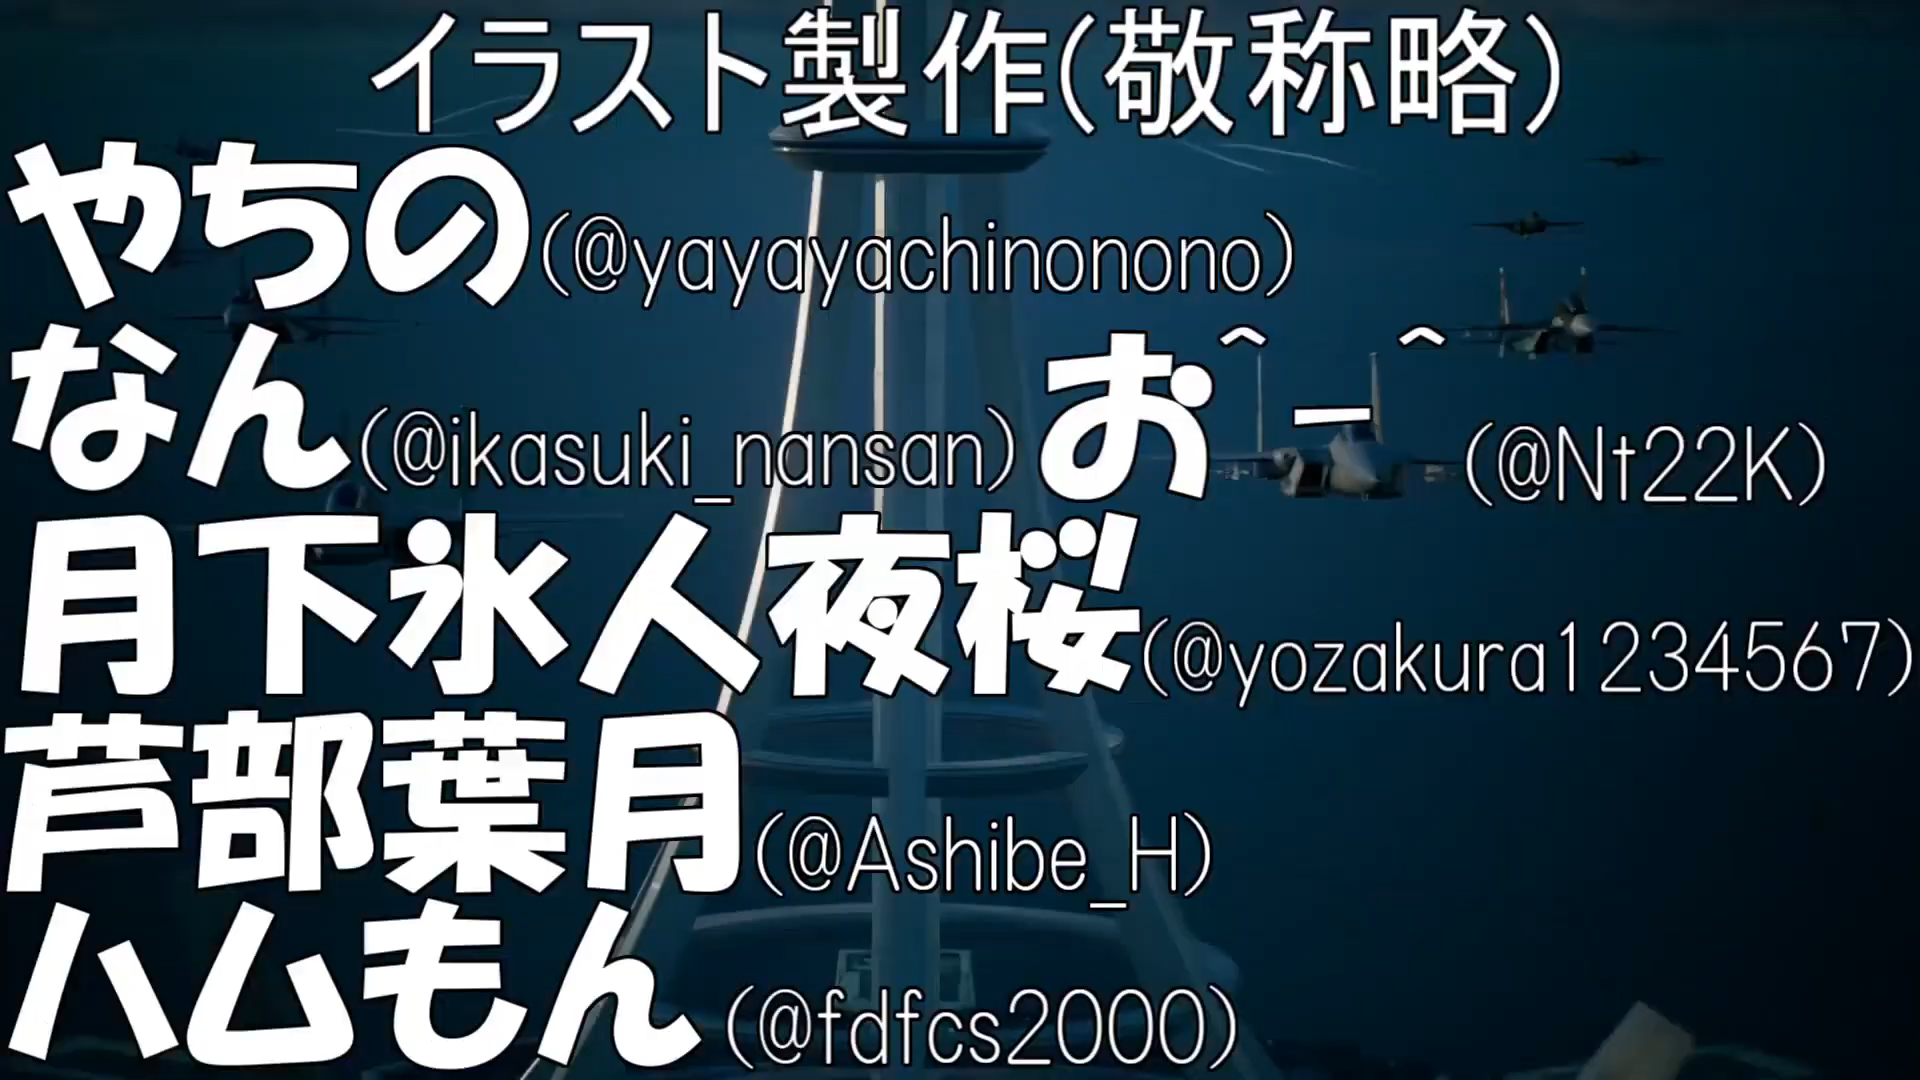 イラスト製作(敬称略)
やちの(@yayayachinonono)
なん(@ikasuki_nansan) お^_^(@Nt22K)
月下氷人夜桜(@yozakura1234567)
芦部葉月(@Ashibe_H)
ハムもん(@fdfcs2000)